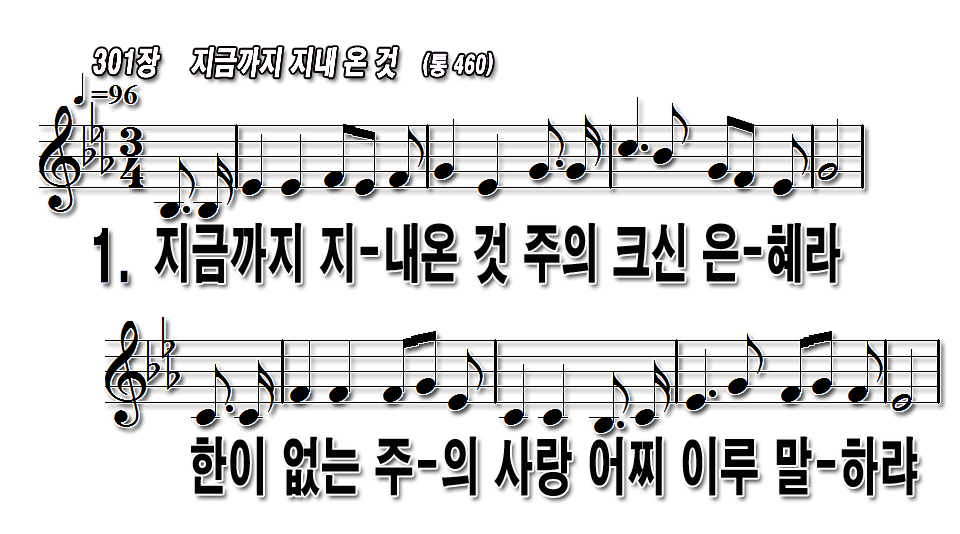 301장 지금까지 지내 온 것 (통 460)
♩=96
3/4
1. 지금까지 지-내온 것 주의 크신 은-혜라
한이 없는 주-의 사랑 어찌 이루 말-하랴